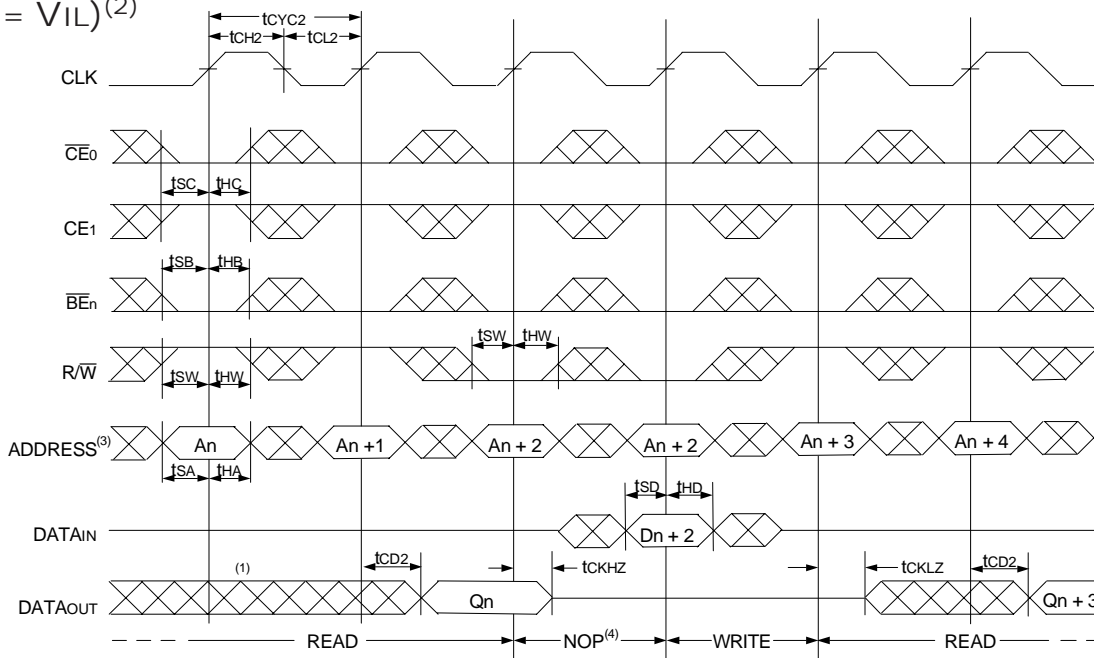 = VIL)(2)
tCYC2
tCH2 tCL2
CLK
CE0
tSC tHC
CE1
tSB tHB
BEn
tSW tHW
R/W
tSW tHW
ADDRESS(3) An An +1 An + 2 An + 2 An + 3 An + 4
tSA tHA
tSD tHD
DATAIN Dn + 2
(1) tCD2 tCKHZ tCKLZ tCD2
DATAOUT Qn Qn + 3
READ NOP(4) WRITE READ